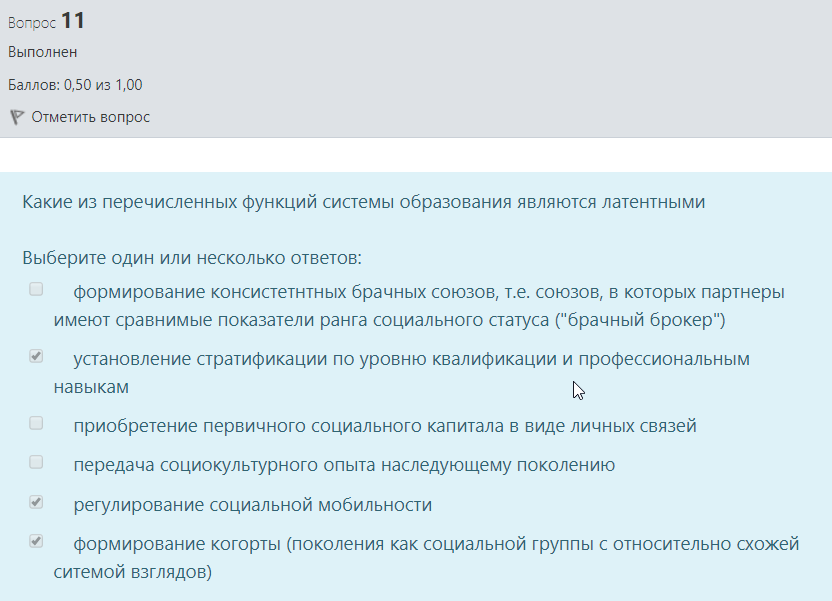 Вопрос 11
Выполнен
Баллов: 0,50 из 1,00
Отметить вопрос
Какие из перечисленных функций системы образования являются латентными
Выберите один или несколько ответов:
формирование консистетнтных брачных союзов, т.е. союзов, в которых партнеры
имеют сравнимые показатели ранга социального статуса ("брачный брокер")
установление стратификации по уровню квалификации и профессиональным
навыкам
приобретение первичного социального капитала в виде личных связей
передача социокультурного опыта наследующему поколению
регулирование социальной мобильности
формирование когорты (поколения как социальной группы с относительно схожей
ситемой взглядов)